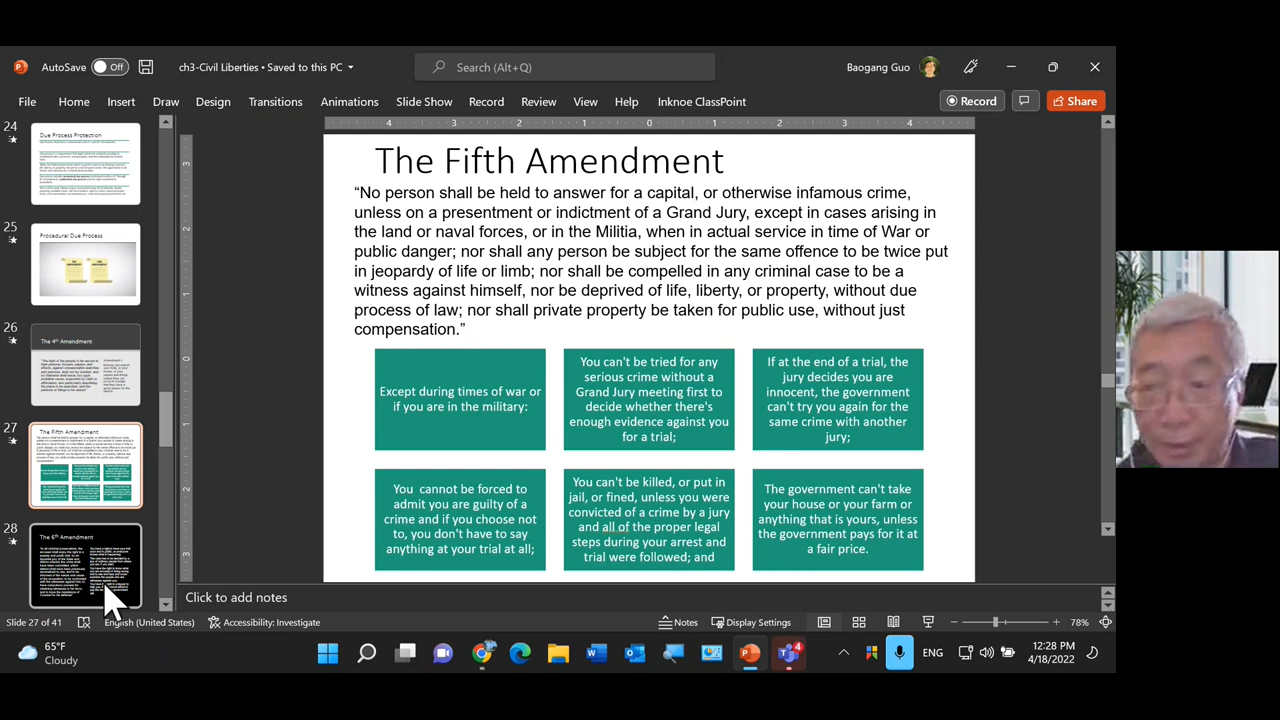 AutoSave Off ch3-Civil Liberties • Saved to this PC Search (Alt+Q) Baogang Guo
File Home Insert Draw Design Transitions Animations Slide Show Record Review View Help Inknoe ClassPoint Record Share
4 3 2 1 0 1 2 3 4
24
Due Process Protection
25
Procedural Due Process
26
The 4th Amendment
27
The Fifth Amendment
28
The 6th Amendment
The Fifth Amendment
“No person shall be held to answer for a capital, or otherwise infamous crime,
unless on a presentment or indictment of a Grand Jury, except in cases arising in
the land or naval forces, or in the Militia, when in actual service in time of War or
public danger; nor shall any person be subject for the same offence to be twice put
in jeopardy of life or limb; nor shall be compelled in any criminal case to be a
witness against himself, nor be deprived of life, liberty, or property, without due
process of law; nor shall private property be taken for public use, without just
compensation.”
Except during times of war or
if you are in the military:
You can't be tried for any
serious crime without a
Grand Jury meeting first to
decide whether there's
enough evidence against you
for a trial;
If at the end of a trial, the
jury decides you are
innocent, the government
can't try you again for the
same crime with another
jury;
You cannot be forced to
admit you are guilty of a
crime and if you choose not
to, you don't have to say
anything at your trial at all;
You can't be killed, or put in
jail, or fined, unless you were
convicted of a crime by a jury
and all of the proper legal
steps during your arrest and
trial were followed; and
The government can't take
your house or your farm or
anything that is yours, unless
the government pays for it at
a fair price.
Click to add notes
Slide 27 of 41 English (United States) Accessibility: Investigate Notes Display Settings 78%
65°F
Cloudy
4
ENG
12:28 PM
4/18/2022